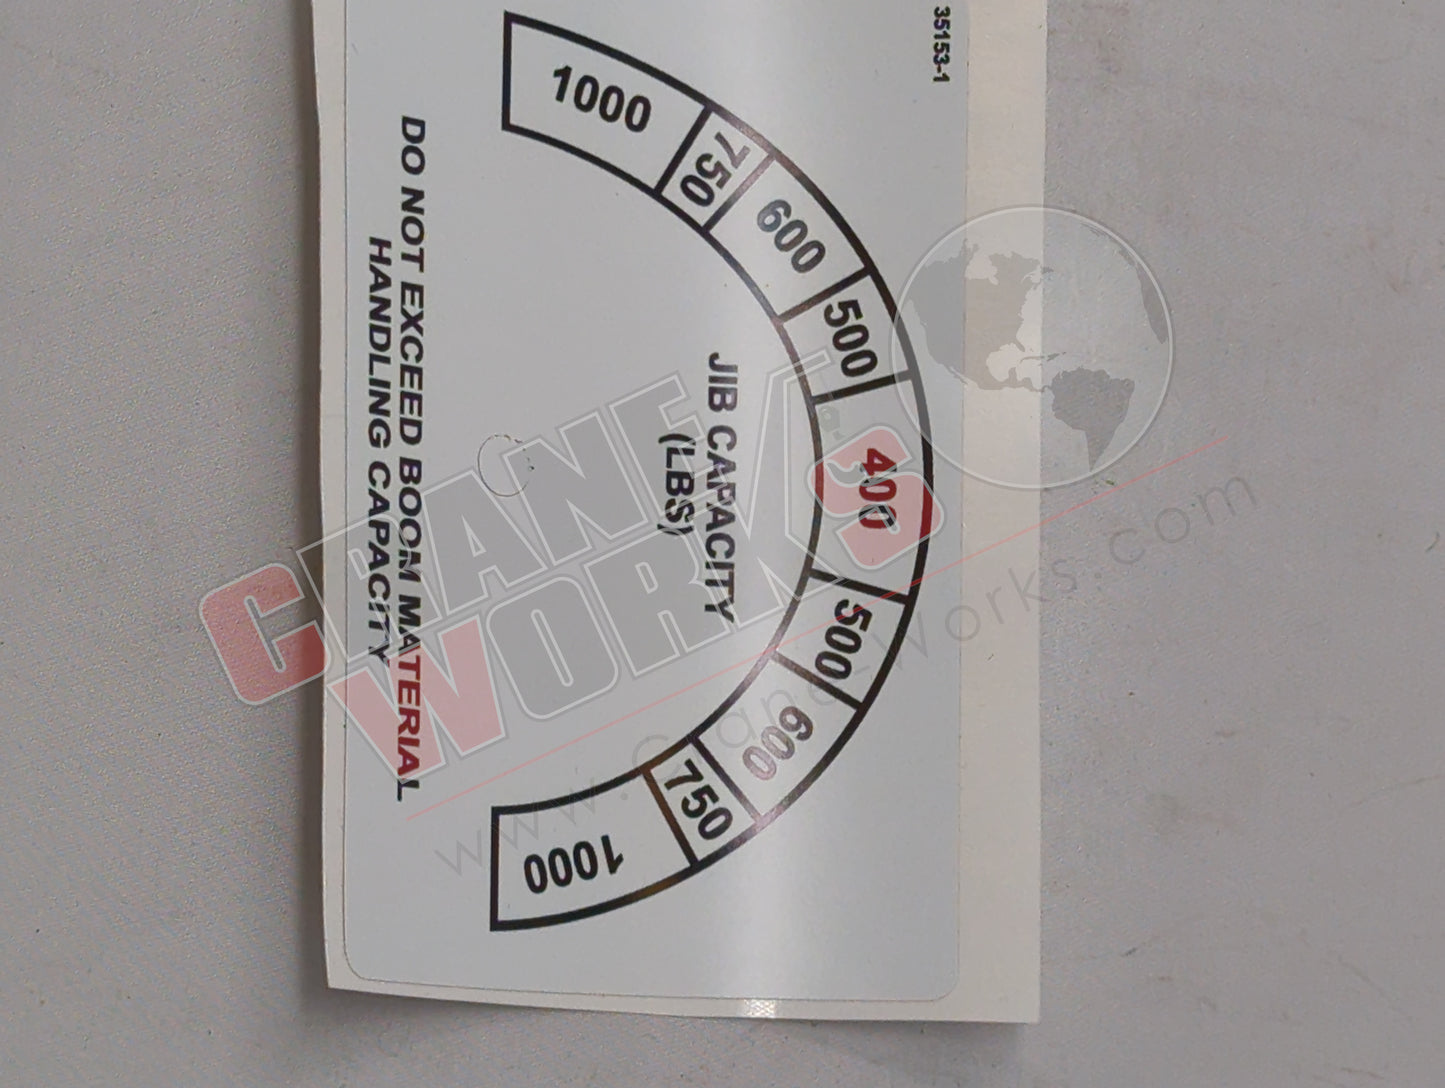 35153-1
1000
750
600
500
400
500
600
750
1000
JIB CAPACITY
(LBS)
DO NOT EXCEED BOOM MATERIAL
HANDLING CAPACITY
CRANE
WORKS
www.CraneWorks.com